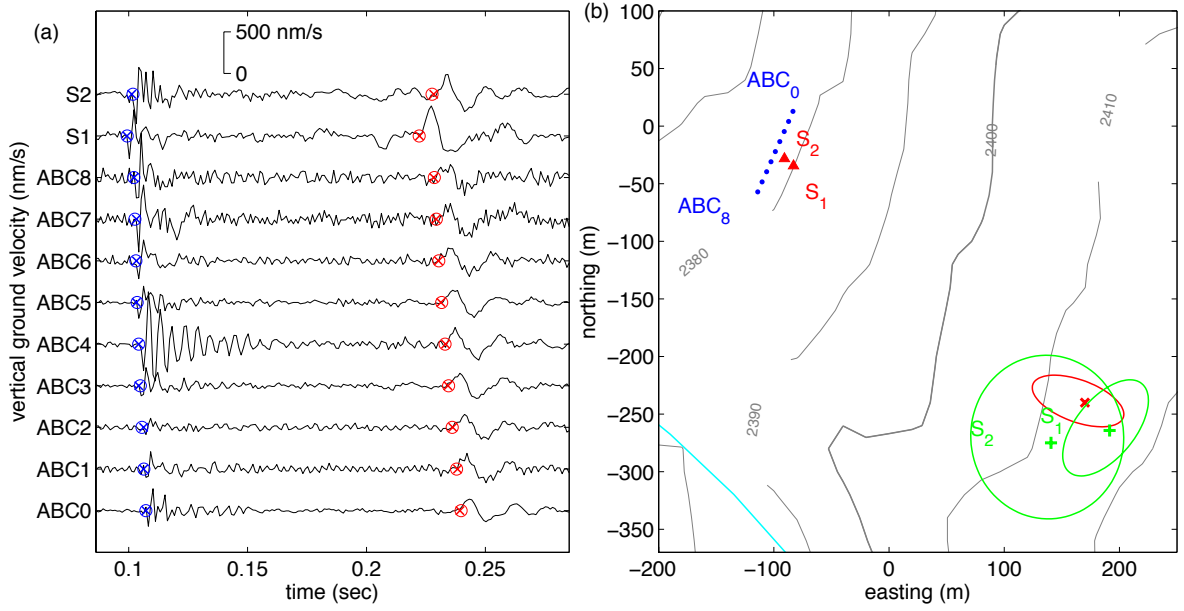 (a)
500 nm/s
0
S2
S1
ABC8
ABC7
ABC6
ABC5
ABC4
ABC3
ABC2
ABC1
ABC0
vertical ground velocity (nm/s)
0.1
0.15
0.2
0.25
time (sec)
(b)
100
50
0
−50
−100
−150
−200
−250
−300
−350
northing (m)
ABC0
S2
S1
ABC8
2380
2390
2400
2410
S1
S2
−200
−100
0
100
200
easting (m)